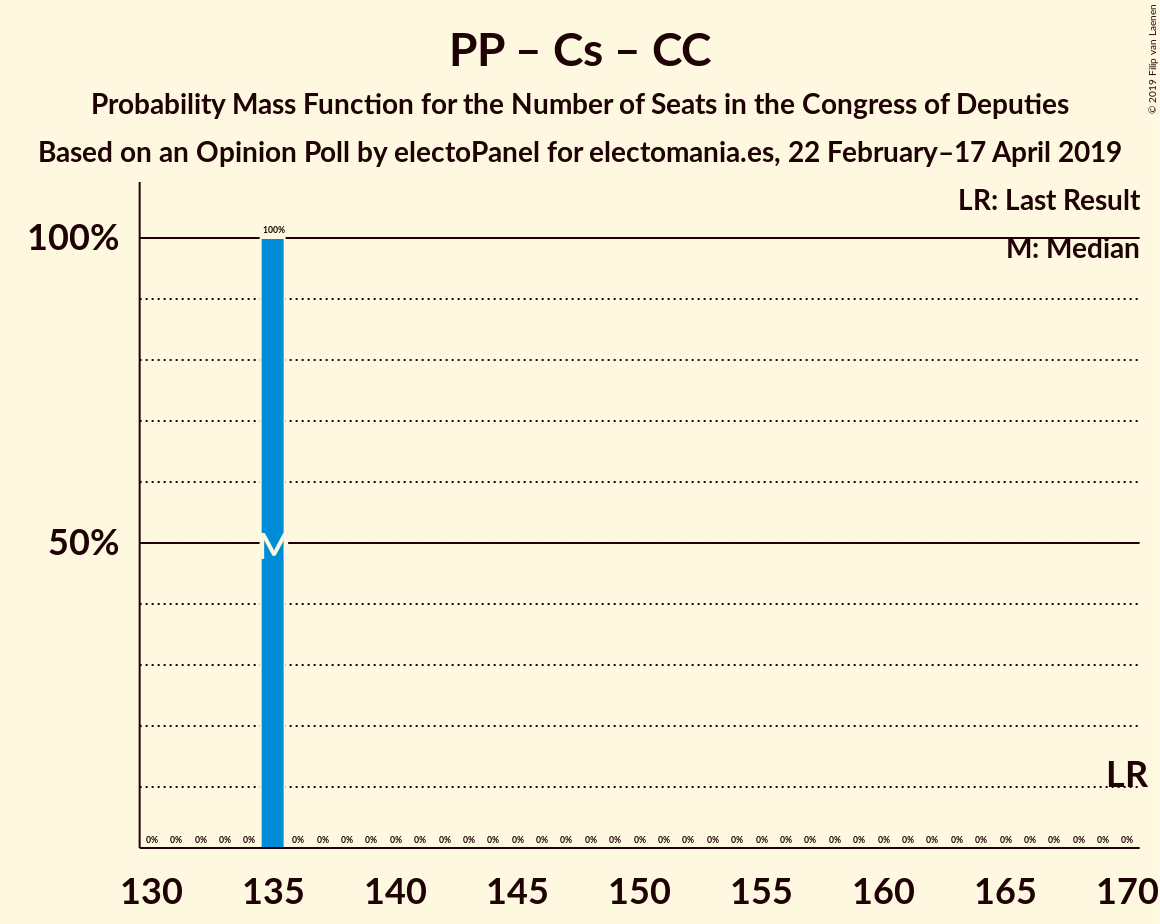 PP – Cs – CC
Probability Mass Function for the Number of Seats in the Congress of Deputies
Based on an Opinion Poll by electoPanel for electomania.es, 22 February–17 April 2019
© 2019 Filip van Laenen
LR: Last Result
M: Median
100%
100%
50%
M
LR
0% 0% 0% 0% 0% 0% 0% 0% 0% 0% 0% 0% 0% 0% 0% 0% 0% 0% 0% 0% 0% 0% 0% 0% 0% 0% 0% 0% 0% 0% 0% 0% 0% 0% 0% 0% 0% 0% 0% 0%
130 135 140 145 150 155 160 165 170